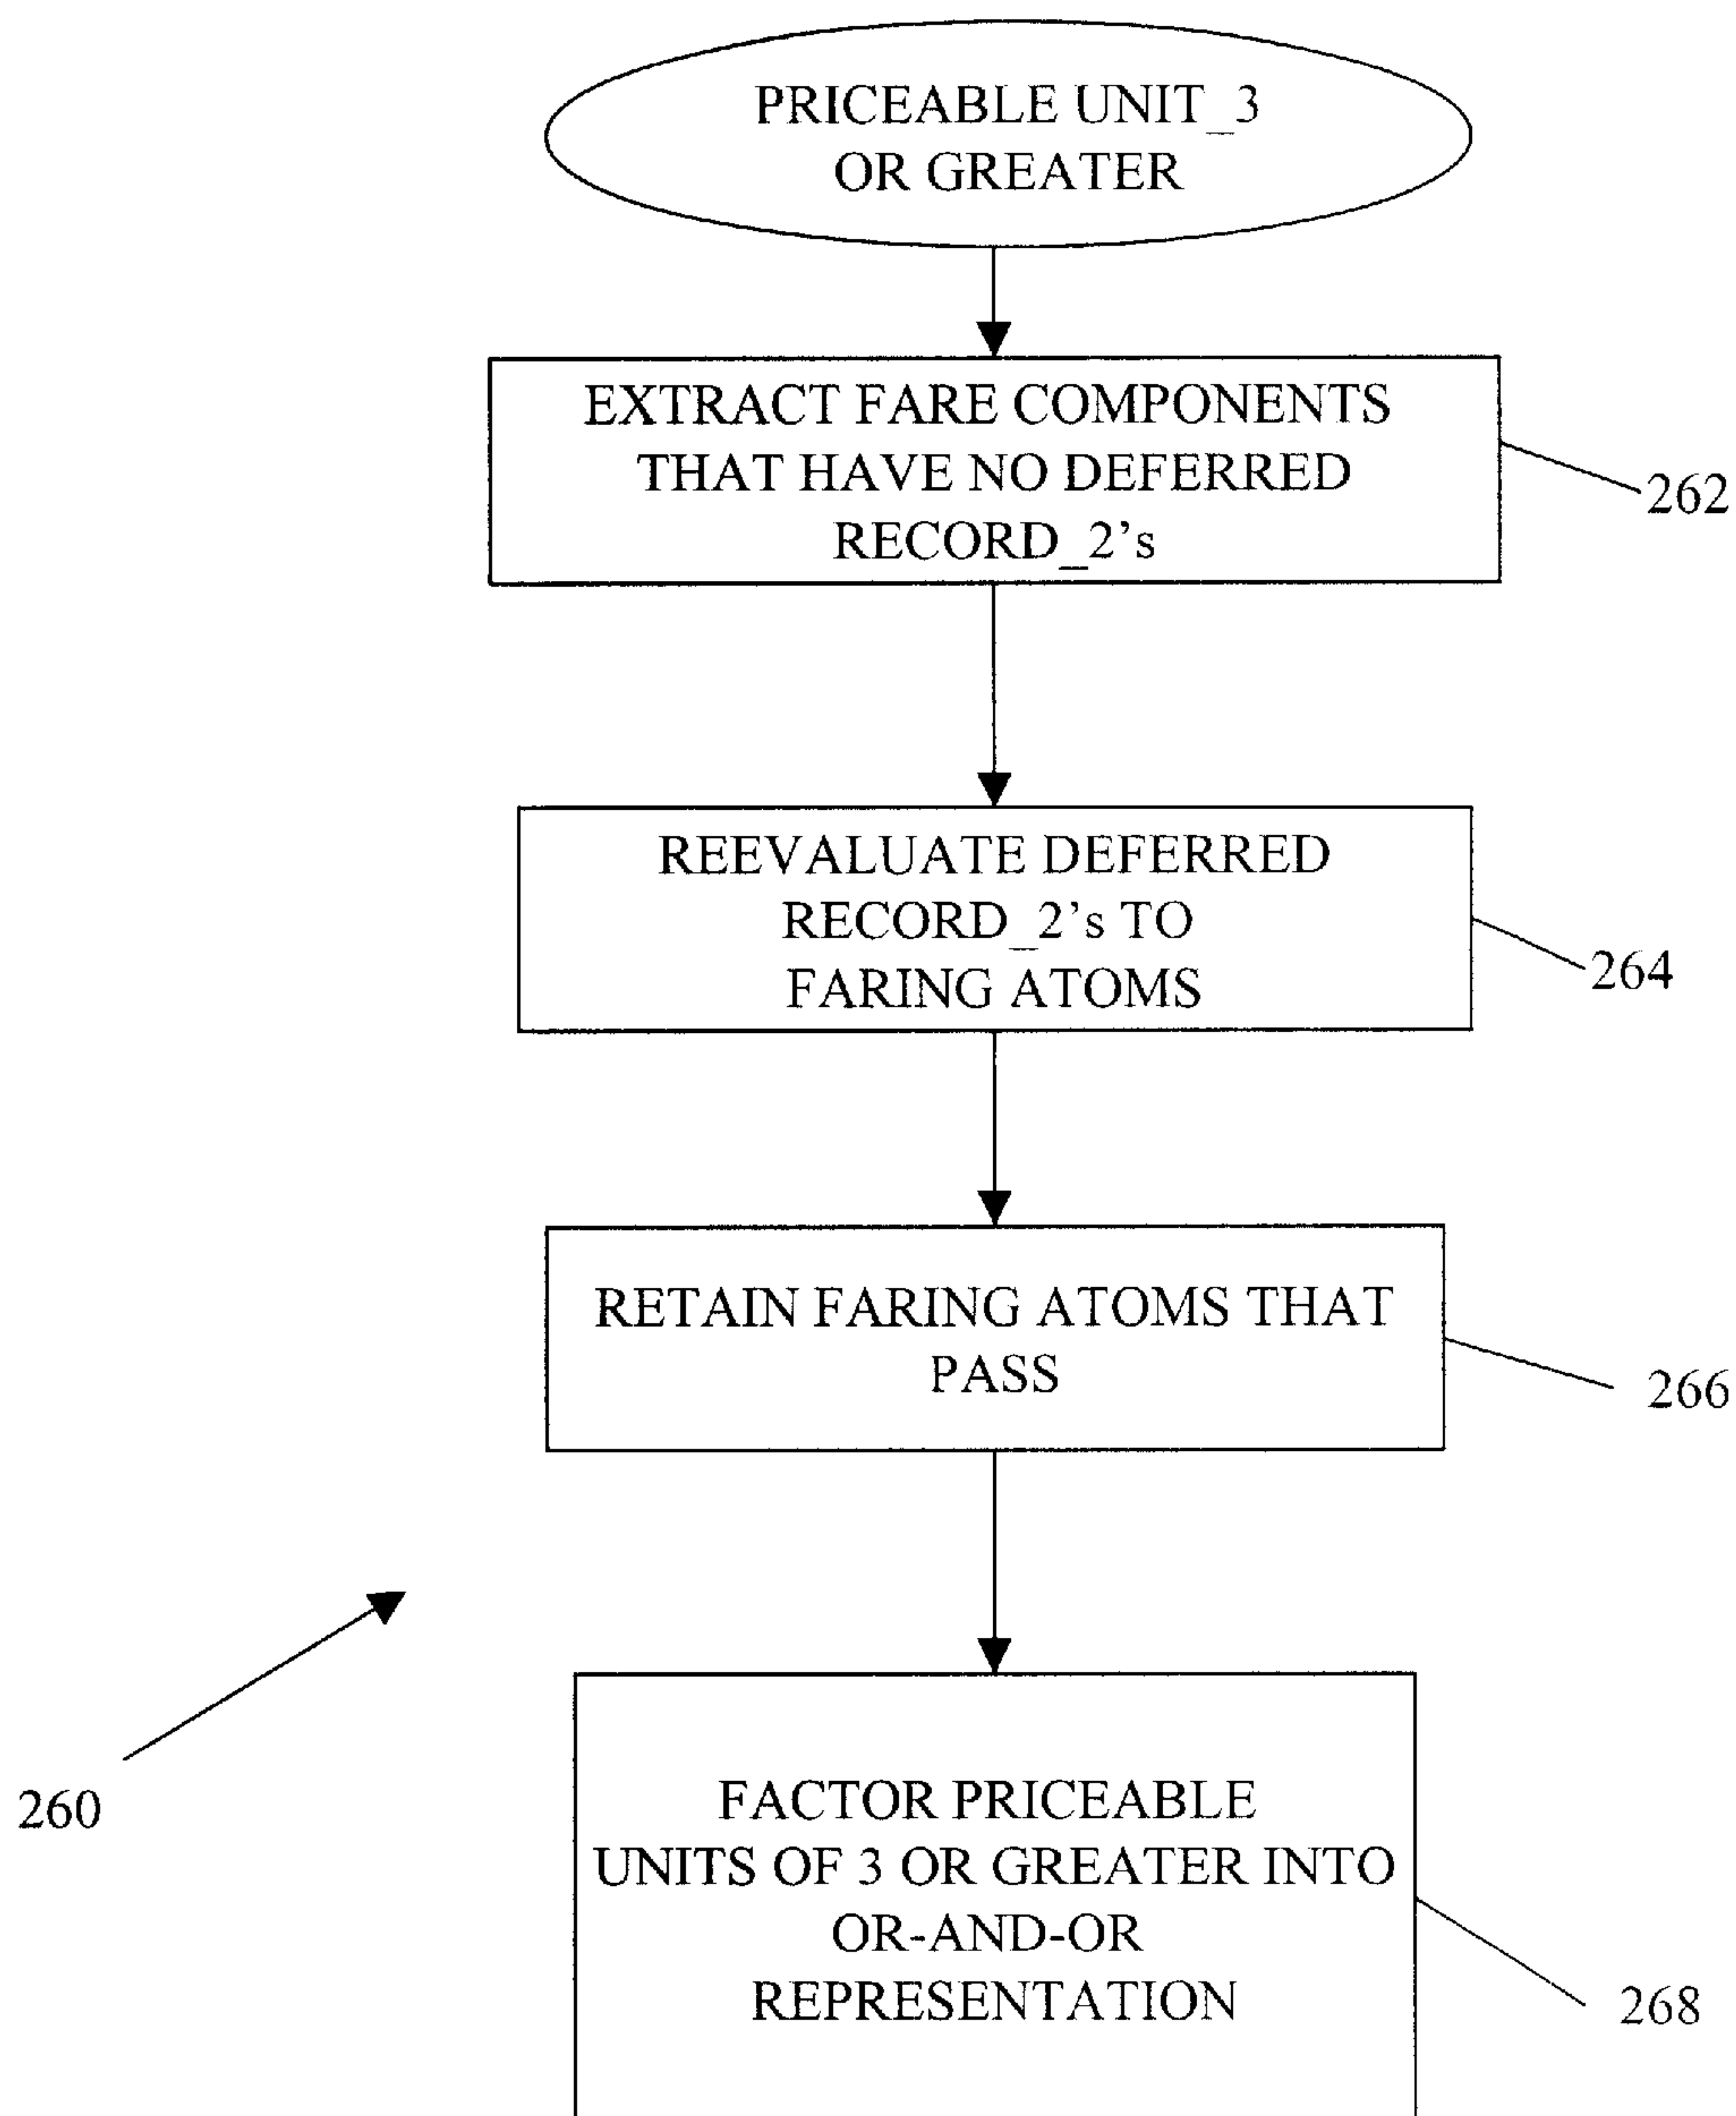 PRICEABLE UNIT_3
OR GREATER
EXTRACT FARE COMPONENTS
THAT HAVE NO DEFERRED
RECORD_2’s
262
REEVALUATE DEFERRED
RECORD_2’s TO
FARING ATOMS
264
RETAIN FARING ATOMS THAT
PASS
266
260
FACTOR PRICEABLE
UNITS OF 3 OR GREATER INTO
OR-AND-OR
REPRESENTATION
268